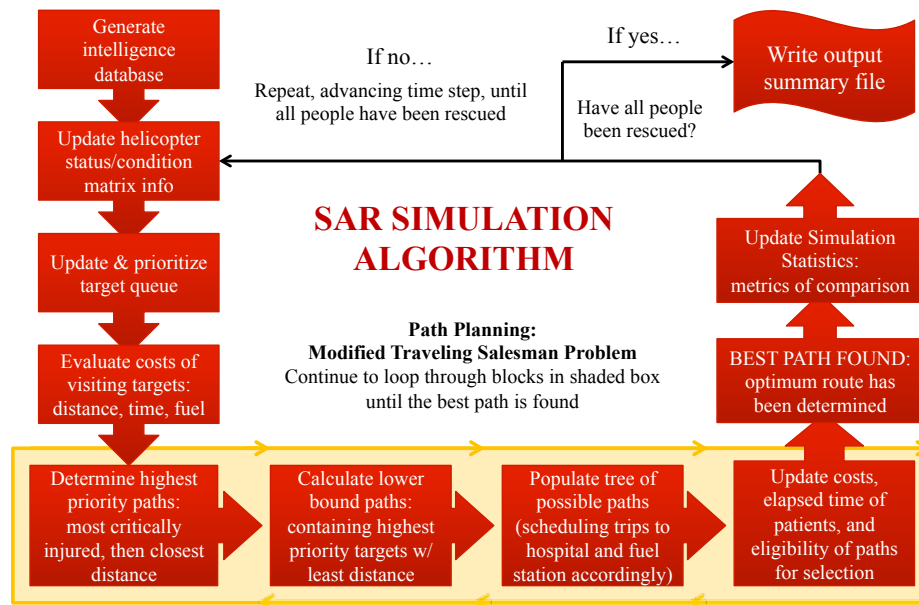 Generate
intelligence
database
If no…
Repeat, advancing time step, until
all people have been rescued
If yes…
Have all people
been rescued?
Write output
summary file
Update helicopter
status/condition
matrix info
SAR SIMULATION
ALGORITHM
Update & prioritize
target queue
Update Simulation
Statistics:
metrics of comparison
Path Planning:
Modified Traveling Salesman Problem
Continue to loop through blocks in shaded box
until the best path is found
Evaluate costs of
visiting targets:
distance, time, fuel
BEST PATH FOUND:
optimum route has
been determined
Determine highest
priority paths:
most critically
injured, then closest
distance
Calculate lower
bound paths:
containing highest
priority targets w/
least distance
Populate tree of
possible paths
(scheduling trips to
hospital and fuel
station accordingly)
Update costs,
elapsed time of
patients, and
eligibility of paths
for selection